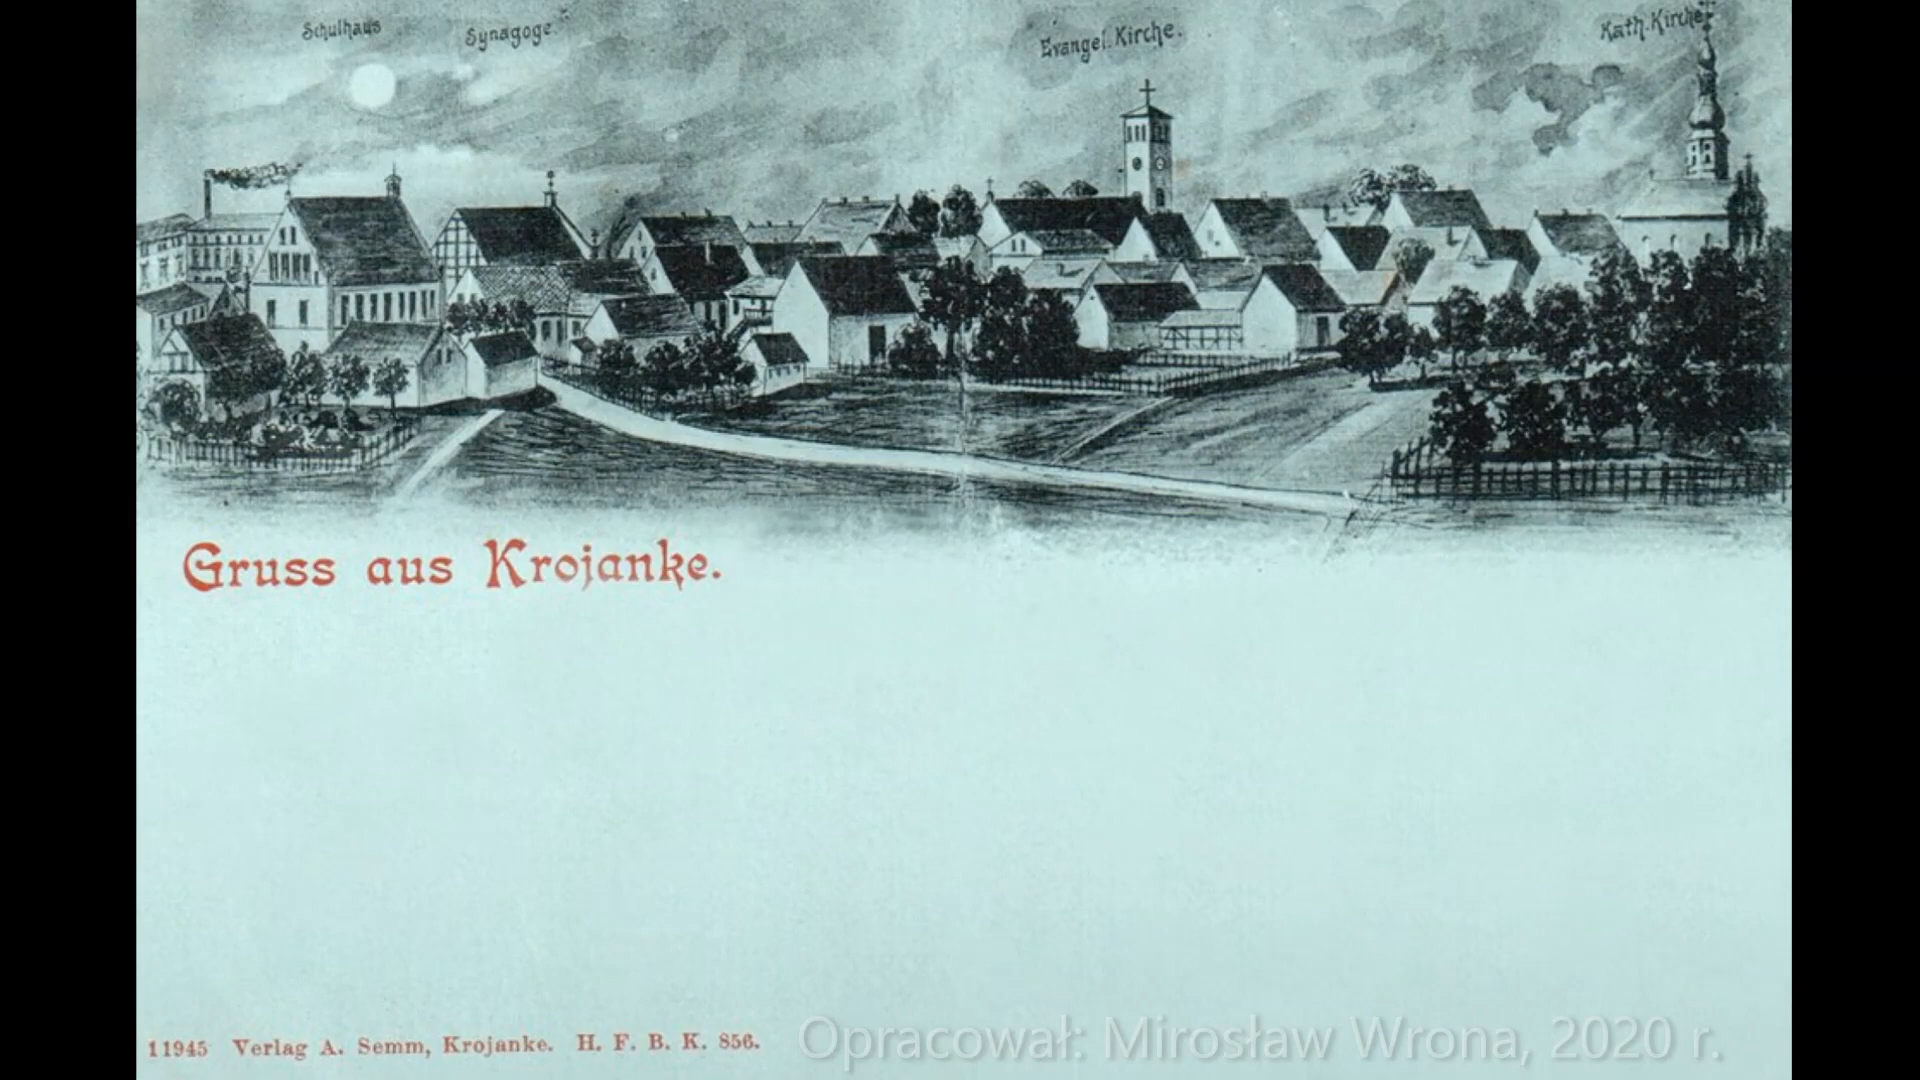 Schulhaus
Synagoge
Evangel. Kirche.
Kath. Kirche
Gruss aus Krojanke.
11945 Verlag A. Semm, Krojanke. H. F. B. K. 856.
Opracował: Mirosław Wrona, 2020 r.